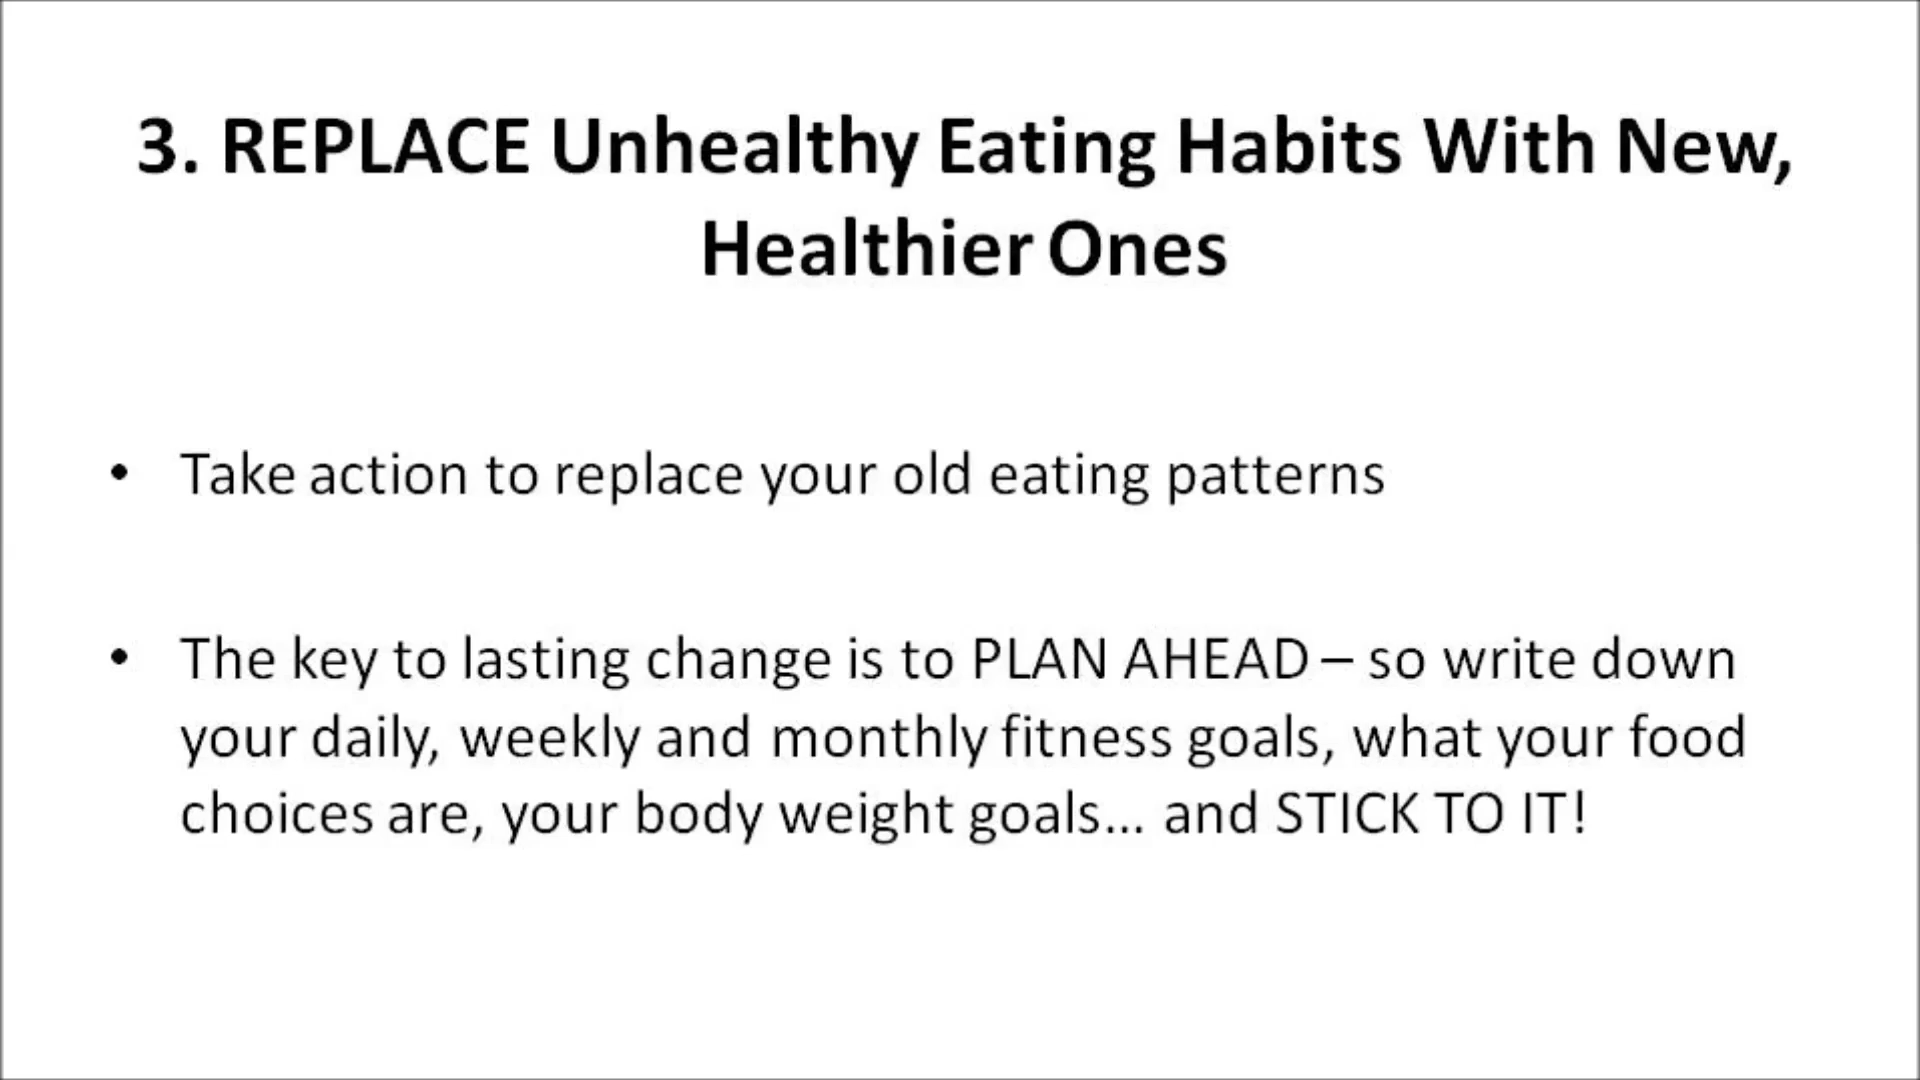 3. REPLACE Unhealthy Eating Habits With New,
Healthier Ones
• Take action to replace your old eating patterns
• The key to lasting change is to PLAN AHEAD – so write down
your daily, weekly and monthly fitness goals, what your food
choices are, your body weight goals... and STICK TO IT!